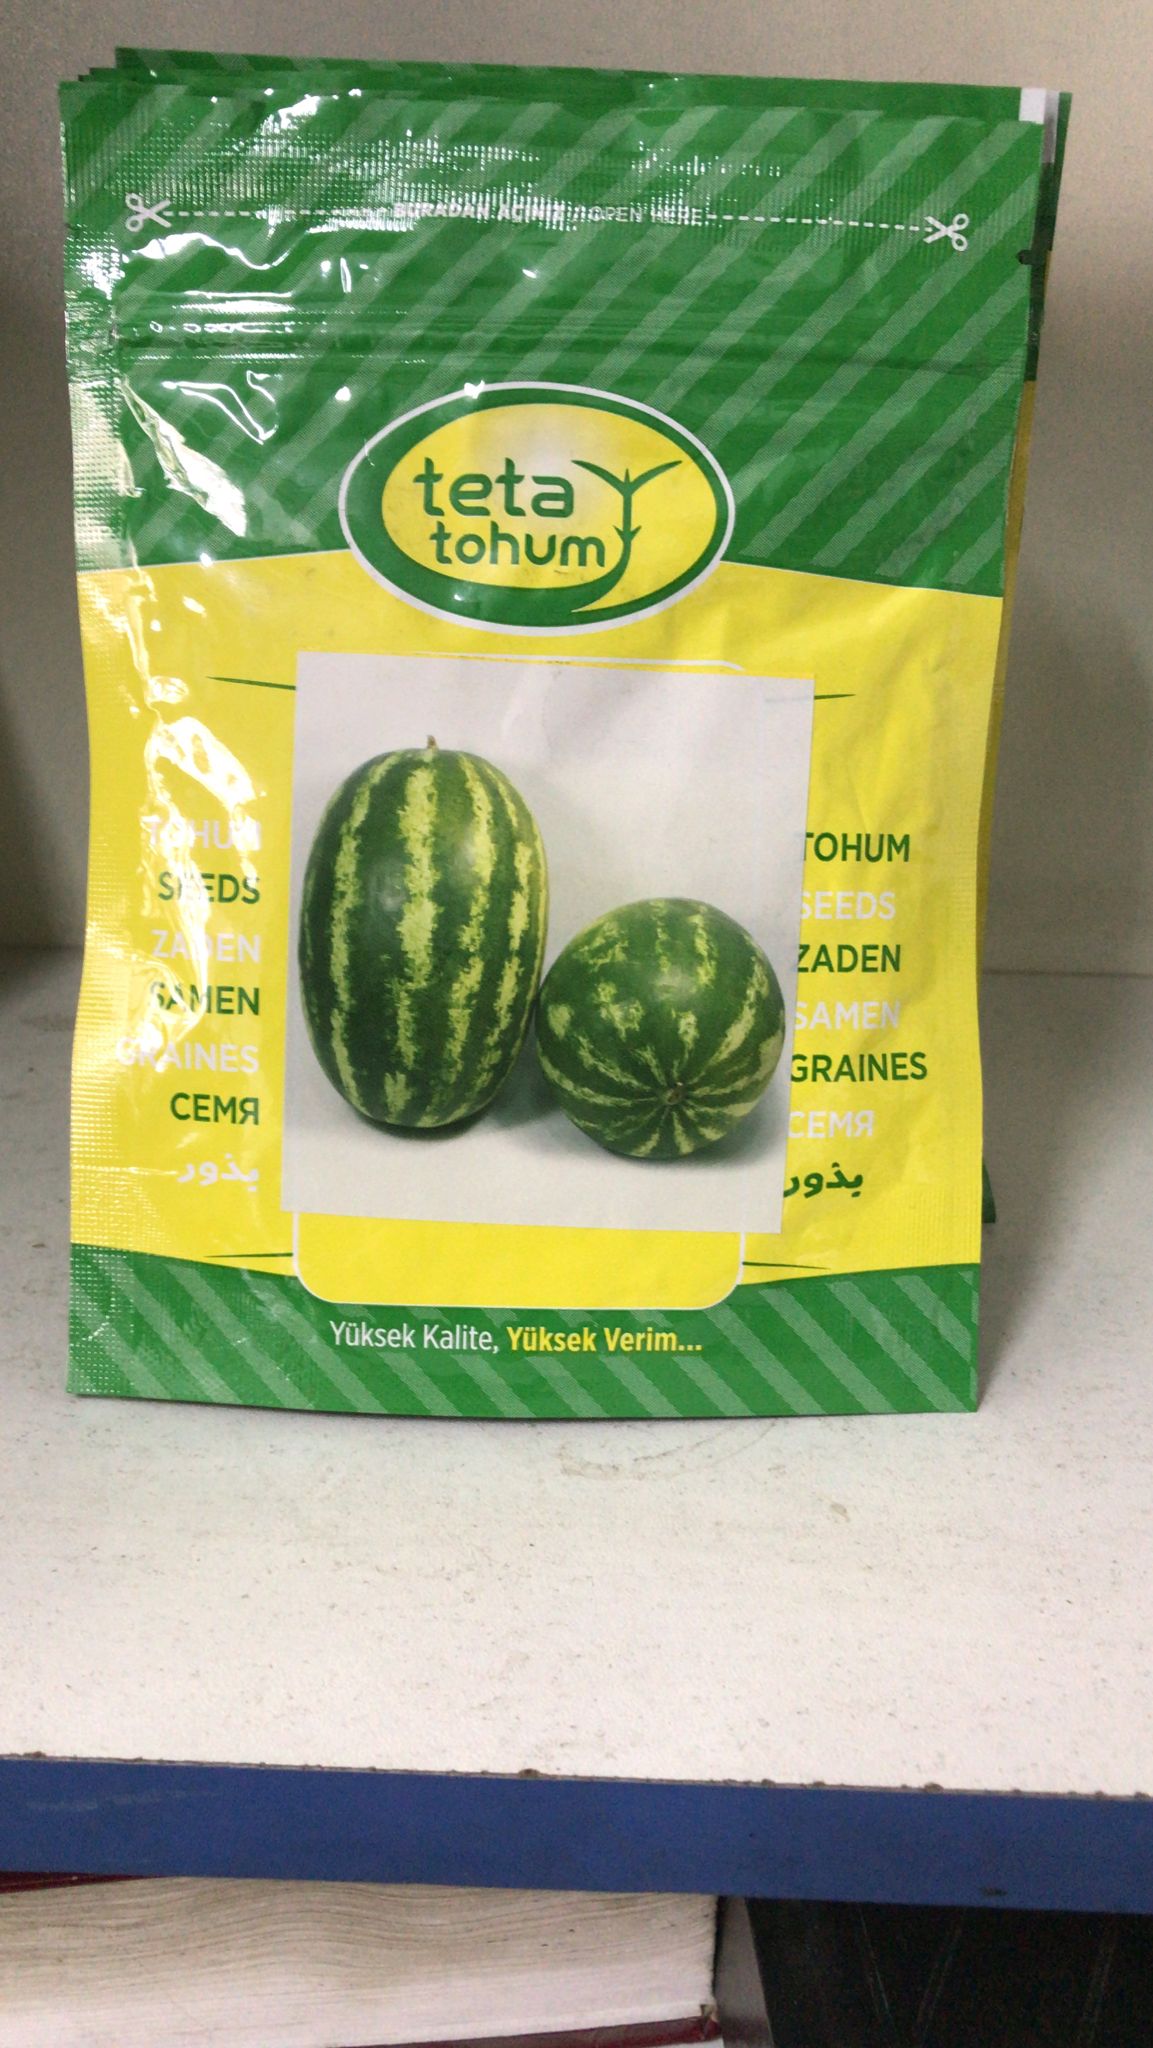 BURADAN AÇINIZ / OPEN HERE
teta
tohum
TOHUM
SEEDS
ZADEN
SAMEN
GRAINES
СЕМЯ
بذور
TOHUM
SEEDS
ZADEN
SAMEN
GRAINES
СЕМЯ
بذور
Yüksek Kalite, Yüksek Verim...